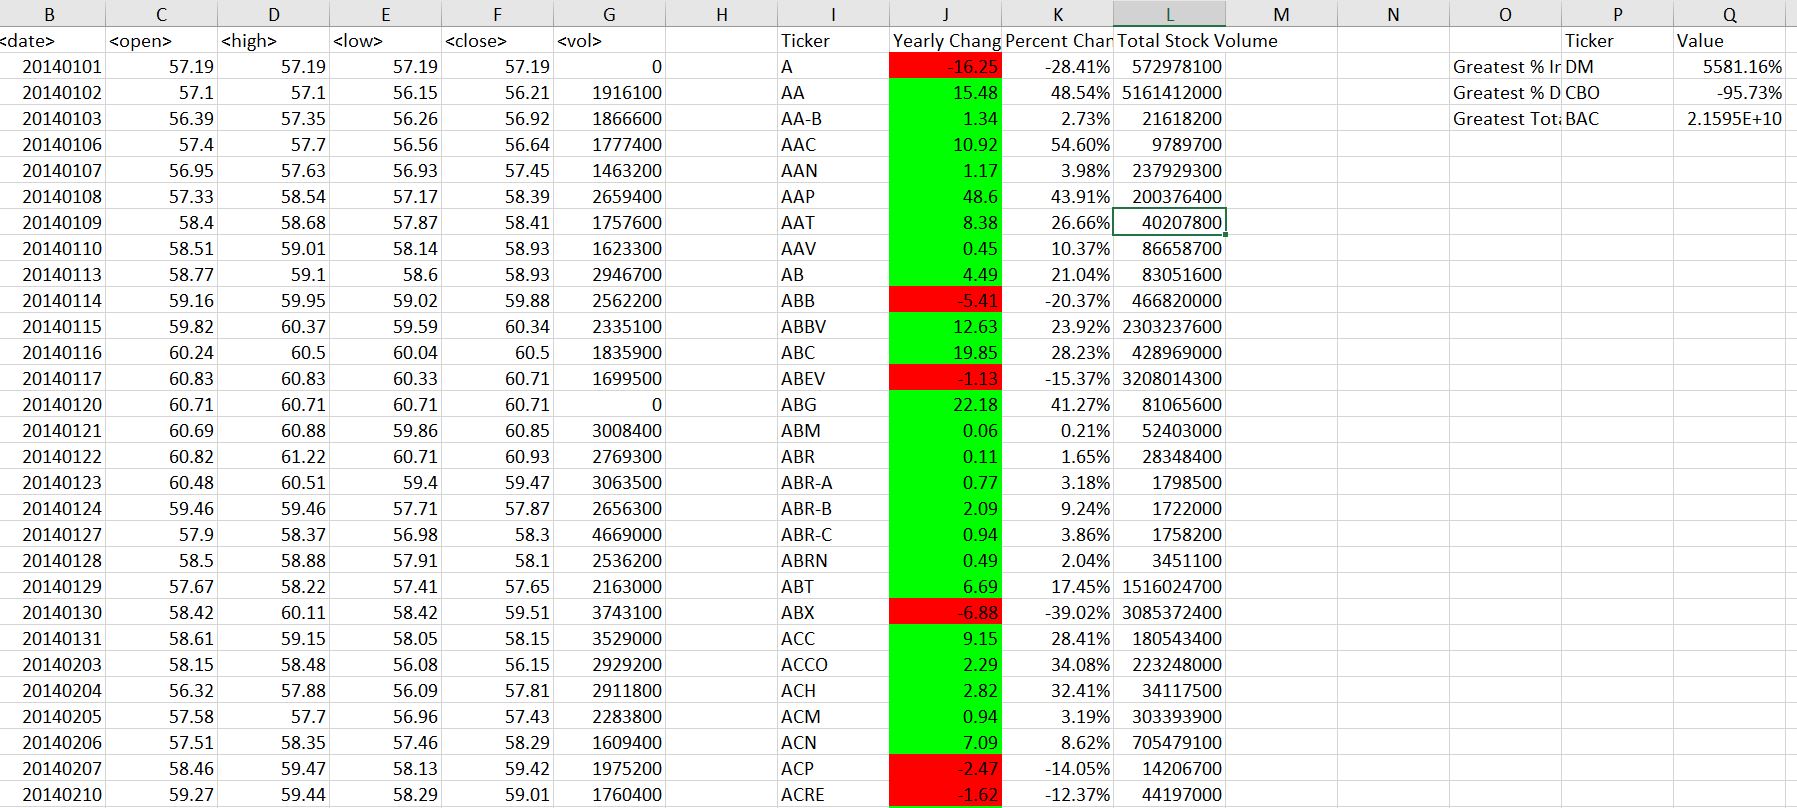 B C D E F G H I J K L M N O P Q
<date> <open> <high> <low> <close> <vol> Ticker Yearly Chang Percent Char Total Stock Volume Ticker Value
20140101 57.19 57.19 57.19 57.19 0 A -16.25 -28.41% 572978100 Greatest % Ir DM 5581.16%
20140102 57.1 57.1 56.15 56.21 1916100 AA 15.48 48.54% 5161412000 Greatest % D CBO -95.73%
20140103 56.39 57.35 56.26 56.92 1866600 AA-B 1.34 2.73% 21618200 Greatest Tota BAC 2.1595E+10
20140106 57.4 57.7 56.56 56.64 1777400 AAC 10.92 54.60% 9789700
20140107 56.95 57.63 56.93 57.45 1463200 AAN 1.17 3.98% 237929300
20140108 57.33 58.54 57.17 58.39 2659400 AAP 48.6 43.91% 200376400
20140109 58.4 58.68 57.87 58.41 1757600 AAT 8.38 26.66% 40207800
20140110 58.51 59.01 58.14 58.93 1623300 AAV 0.45 10.37% 86658700
20140113 58.77 59.1 58.6 58.93 2946700 AB 4.49 21.04% 83051600
20140114 59.16 59.95 59.02 59.88 2562200 ABB -5.41 -20.37% 466820000
20140115 59.82 60.37 59.59 60.34 2335100 ABBV 12.63 23.92% 2303237600
20140116 60.24 60.5 60.04 60.5 1835900 ABC 19.85 28.23% 428969000
20140117 60.83 60.83 60.33 60.71 1699500 ABEV -1.13 -15.37% 3208014300
20140120 60.71 60.71 60.71 60.71 0 ABG 22.18 41.27% 81065600
20140121 60.69 60.88 59.86 60.85 3008400 ABM 0.06 0.21% 52403000
20140122 60.82 61.22 60.71 60.93 2769300 ABR 0.11 1.65% 28348400
20140123 60.48 60.51 59.4 59.47 3063500 ABR-A 0.77 3.18% 1798500
20140124 59.46 59.46 57.71 57.87 2656300 ABR-B 2.09 9.24% 1722000
20140127 57.9 58.37 56.98 58.3 4669000 ABR-C 0.94 3.86% 1758200
20140128 58.5 58.88 57.91 58.1 2536200 ABRN 0.49 2.04% 3451100
20140129 57.67 58.22 57.41 57.65 2163000 ABT 6.69 17.45% 1516024700
20140130 58.42 60.11 58.42 59.51 3743100 ABX -6.88 -39.02% 3085372400
20140131 58.61 59.15 58.05 58.15 3529000 ACC 9.15 28.41% 180543400
20140203 58.15 58.48 56.08 56.15 2929200 ACCO 2.29 34.08% 223248000
20140204 56.32 57.88 56.09 57.81 2911800 ACH 2.82 32.41% 34117500
20140205 57.58 57.7 56.96 57.43 2283800 ACM 0.94 3.19% 303393900
20140206 57.51 58.35 57.46 58.29 1609400 ACN 7.09 8.62% 705479100
20140207 58.46 59.47 58.13 59.42 1975200 ACP -2.47 -14.05% 14206700
20140210 59.27 59.44 58.29 59.01 1760400 ACRE -1.62 -12.37% 44197000